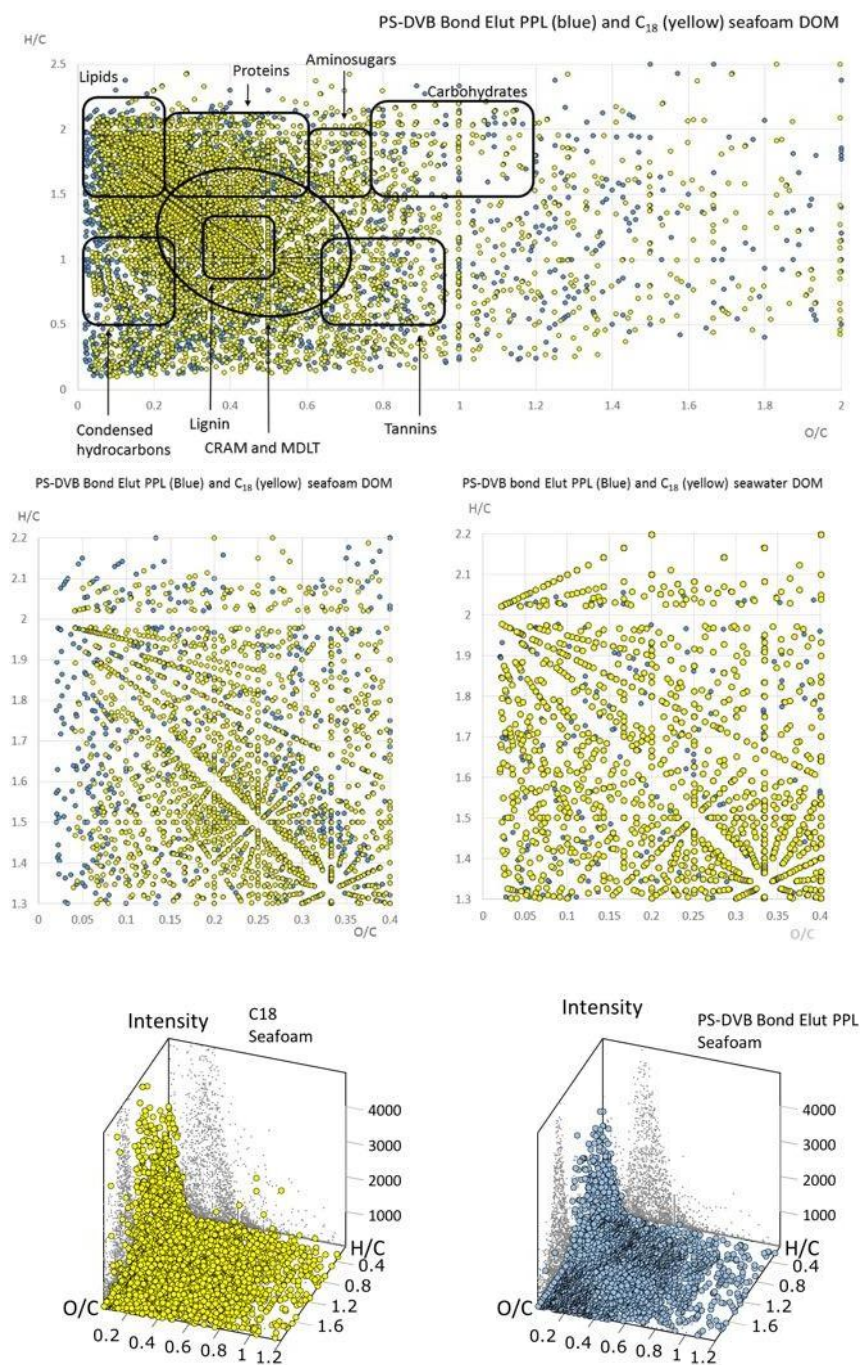 PS-DVB Bond Elut PPL (blue) and C18 (yellow) seafoam DOM
H/C
Aminosugars
Proteins
Lipids
Carbohydrates
2.5
2
1.5
1
0.5
0
0 0.2 0.4 0.6 0.8 1 1.2 1.4 1.6 1.8 2
O/C
Condensed
hydrocarbons
Lignin
CRAM and MDLT
Tannins
PS-DVB Bond Elut PPL (Blue) and C18 (yellow) seafoam DOM
H/C
2.2
2.1
2
1.9
1.8
1.7
1.6
1.5
1.4
1.3
0 0.05 0.1 0.15 0.2 0.25 0.3 0.35 0.4
O/C
PS-DVB bond Elut PPL (Blue) and C18 (yellow) seawater DOM
H/C
2.2
2.1
2
1.9
1.8
1.7
1.6
1.5
1.4
1.3
0 0.05 0.1 0.15 0.2 0.25 0.3 0.35 0.4
O/C
Intensity
C18
Seafoam
4000
3000
2000
1000
H/C
0.4
0.8
1.2
1.6
O/C
0.2 0.4 0.6 0.8 1 1.2
Intensity
PS-DVB Bond Elut PPL
Seafoam
4000
3000
2000
1000
H/C
0.4
0.8
1.2
1.6
O/C
0.2 0.4 0.6 0.8 1 1.2